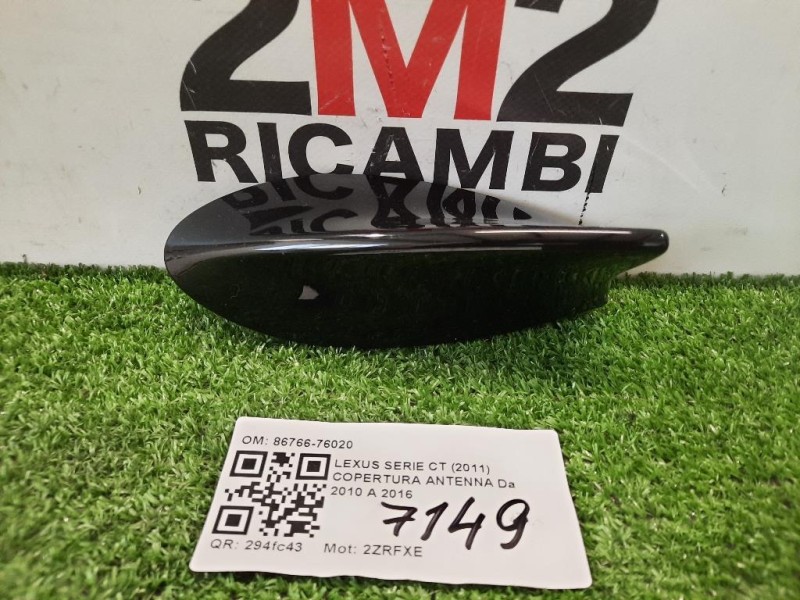 2M2
RICAMBI
OM: 86766-76020
LEXUS SERIE CT (2011)
COPERTURA ANTENNA Da
2010 A 2016
7149
QR: 294fc43 Mot: 2ZRFXE